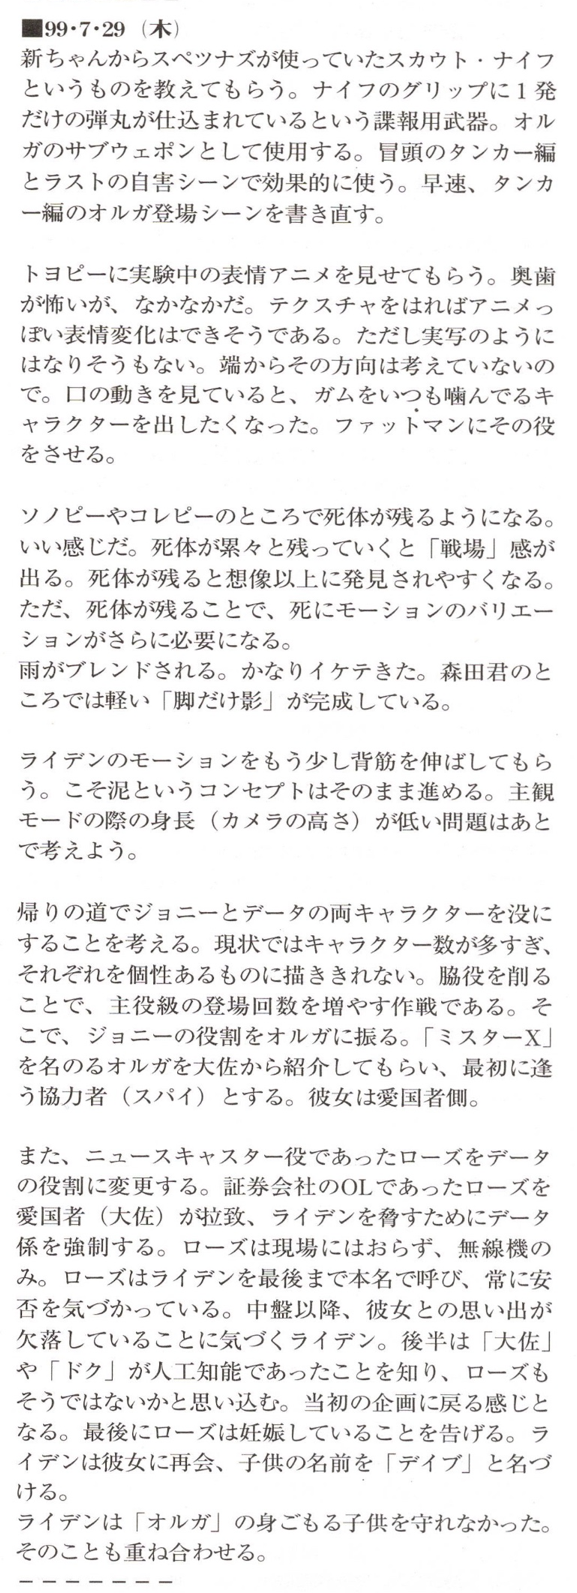 ■99・7・29（木）
新ちゃんからスペツナズが使っていたスカウト・ナイフ
というものを教えてもらう。ナイフのグリップに１発
だけの弾丸が仕込まれているという諜報用武器。オル
ガのサブウェポンとして使用する。冒頭のタンカー編
とラストの自害シーンで効果的に使う。早速、タンカ
ー編のオルガ登場シーンを書き直す。
トヨピーに実験中の表情アニメを見せてもらう。奥歯
が怖いが、なかなかだ。テクスチャをはればアニメっ
ぽい表情変化はできそうである。ただし実写のように
はなりそうもない。端からその方向は考えていないの
で。口の動きを見ていると、ガムをいつも噛んでるキ
ャラクターを出したくなった。ファットマンにその役
をさせる。
ソノピーやコレピーのところで死体が残るようになる。
いい感じだ。死体が累々と残っていくと「戦場」感が
出る。死体が残ると想像以上に発見されやすくなる。
ただ、死体が残ることで、死にモーションのバリエー
ションがさらに必要になる。
雨がブレンドされる。かなりイケテきた。森田君のと
ころでは軽い「脚だけ影」が完成している。
ライデンのモーションをもう少し背筋を伸ばしてもら
う。こそ泥というコンセプトはそのまま進める。主観
モードの際の身長（カメラの高さ）が低い問題はあと
で考えよう。
帰りの道でジョニーとデータの両キャラクターを没に
することを考える。現状ではキャラクター数が多すぎ、
それぞれを個性あるものに描ききれない。脇役を削る
ことで、主役級の登場回数を増やす作戦である。そ
こで、ジョニーの役割をオルガに振る。「ミスターX」
を名のるオルガを大佐から紹介してもらい、最初に逢
う協力者（スパイ）とする。彼女は愛国者側。
また、ニュースキャスター役であったローズをデータ
の役割に変更する。証券会社のOLであったローズを
愛国者（大佐）が拉致、ライデンを脅すためにデータ
係を強制する。ローズは現場にはおらず、無線機の
み。ローズはライデンを最後まで本名で呼び、常に安
否を気づかっている。中盤以降、彼女との思い出が
欠落していることに気づくライデン。後半は「大佐」
や「ドク」が人工知能であったことを知り、ローズも
そうではないかと思い込む。当初の企画に戻る感じと
なる。最後にローズは妊娠していることを告げる。ラ
イデンは彼女に再会、子供の名前を「デイブ」と名づ
ける。
ライデンは「オルガ」の身ごもる子供を守れなかった。
そのことも重ね合わせる。
－－－－－－－